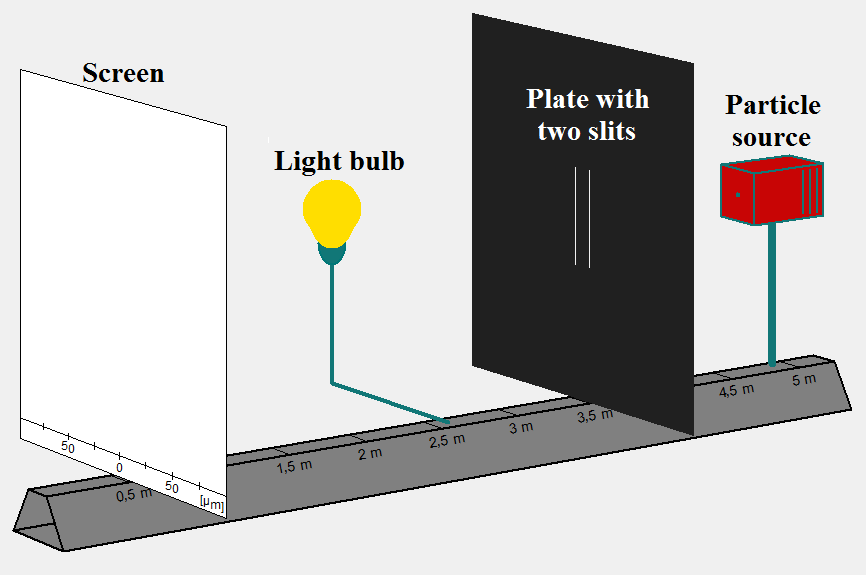 Screen
Light bulb
Plate with
two slits
Particle
source
50
0
50
[μm]
0,5 m
1,5 m
2 m
2,5 m
3 m
3,5 m
4,5 m
5 m